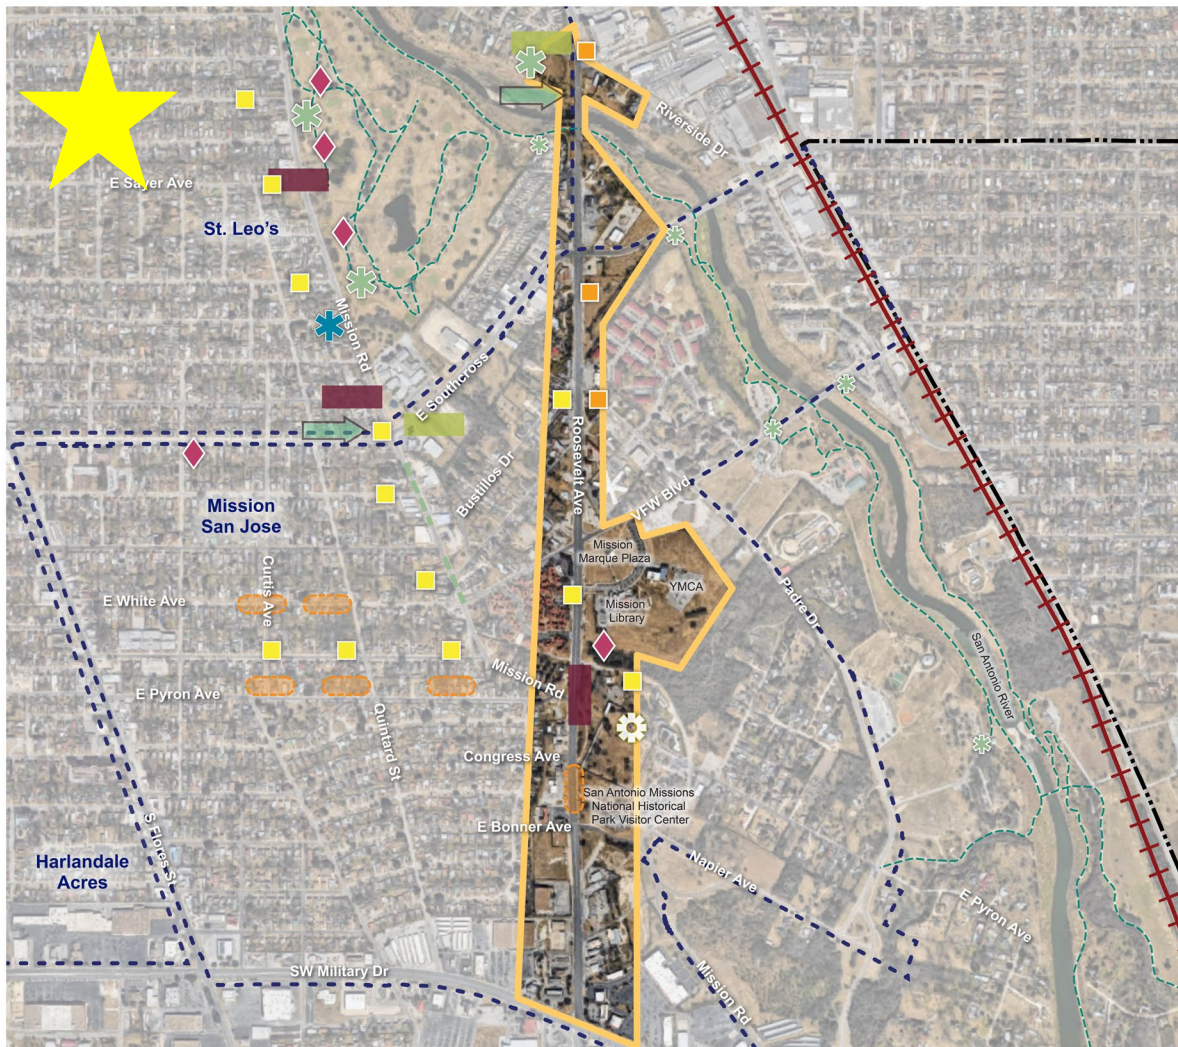 Riverside Dr
E Sayer Ave
St. Leo's
Mission Rd
E Southcross
Roosevelt Ave
Bustillos Dr
VFW Blvd
Mission
San Jose
Mission
Marque Plaza
YMCA
Mission
Library
Curtis Ave
E White Ave
Padre Dr
San Antonio River
Mission Rd
E Pyron Ave
Quintard St
Congress Ave
San Antonio Missions
National Historical
Park Visitor Center
E Bonner Ave
S Flores St
Harlandale
Acres
Napier Ave
E Pyron Ave
SW Military Dr
Mission Rd